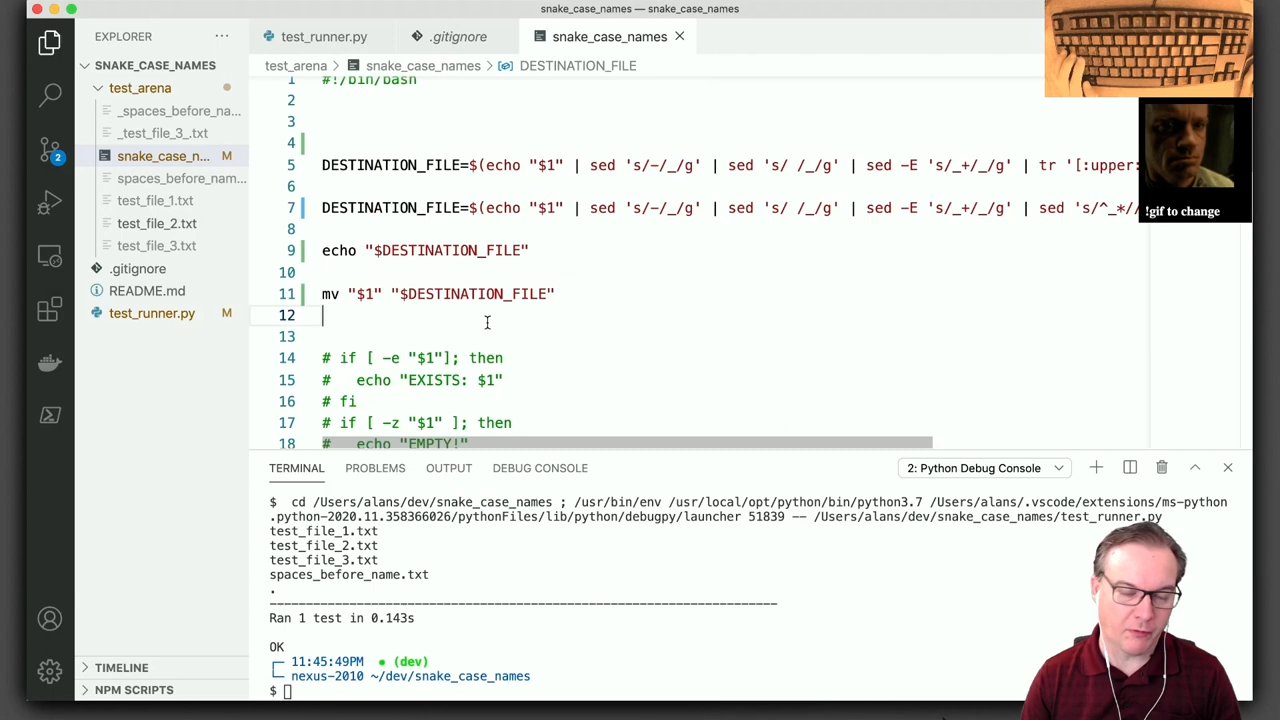 snake_case_names — snake_case_names
EXPLORER
test_runner.py
.gitignore
snake_case_names
SNAKE_CASE_NAMES
test_arena > snake_case_names > DESTINATION_FILE
test_arena
_spaces_before_na...
_test_file_3_.txt
snake_case_n... M
spaces_before_nam...
test_file_1.txt
test_file_2.txt
test_file_3.txt
.gitignore
README.md
test_runner.py M
2
1 #!/bin/bash
2
3
4
5 DESTINATION_FILE=$(echo "$1" | sed 's/-/_/g' | sed 's/ /_/g' | sed -E 's/_+/_/g' | tr '[:upper:
6
7 DESTINATION_FILE=$(echo "$1" | sed 's/-/_/g' | sed 's/ /_/g' | sed -E 's/_+/_/g' | sed 's/^_*//
8
9 echo "$DESTINATION_FILE"
10
11 mv "$1" "$DESTINATION_FILE"
12
13
14 # if [ -e "$1"]; then
15 #   echo "EXISTS: $1"
16 # fi
17 # if [ -z "$1" ]; then
18 #   echo "EMPTY!"
!gif to change
TERMINAL PROBLEMS OUTPUT DEBUG CONSOLE
2: Python Debug Console
$  cd /Users/alans/dev/snake_case_names ; /usr/bin/env /usr/local/opt/python/bin/python3.7 /Users/alans/.vscode/extensions/ms-python
.python-2020.11.358366026/pythonFiles/lib/python/debugpy/launcher 51839 -- /Users/alans/dev/snake_case_names/test_runner.py
test_file_1.txt
test_file_2.txt
test_file_3.txt
spaces_before_name.txt
.
----------------------------------------------------------------------
Ran 1 test in 0.143s
OK
11:45:49PM ● (dev)
nexus-2010 ~/dev/snake_case_names
$
TIMELINE
NPM SCRIPTS